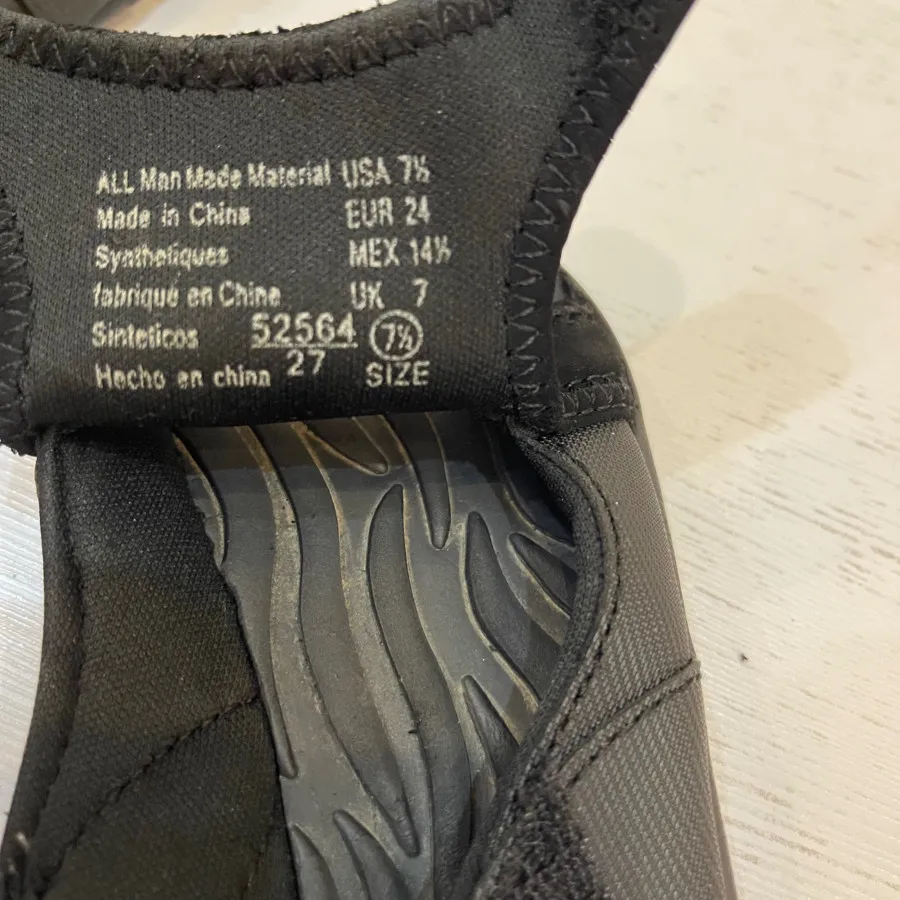 ALL Man Made Material USA 7½
Made in China EUR 24
Synthetiques MEX 14½
fabriqué en Chine UK 7
Sinteticos 52564 7½
Hecho en china 27 SIZE